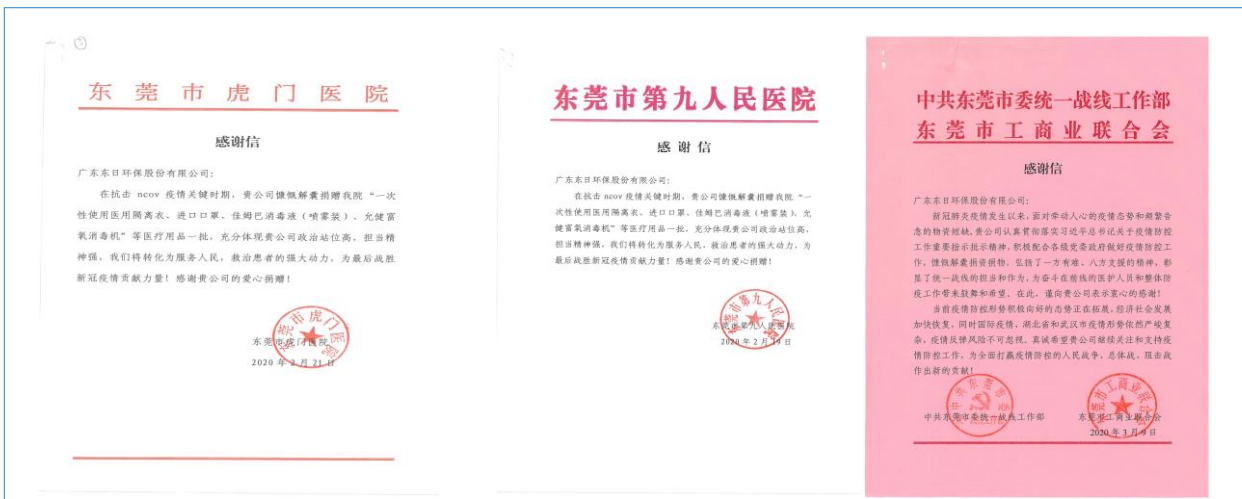 东莞市虎门医院
感谢信
广东东日环保股份有限公司：
在抗击 ncov 疫情关键时期，贵公司慷慨解囊捐赠我院“一次
性使用医用隔离衣、进口口罩、佳姆巴消毒液（喷雾装）、允健富
氧消毒机”等医疗用品一批，充分体现贵公司政治站位高，担当精
神强，我们将转化为服务人民，救治患者的强大动力，为最后战胜
新冠疫情贡献力量！感谢贵公司的爱心捐赠！
东莞市虎门医院
2020 年 2 月 21 日
东莞市第九人民医院
感谢信
广东东日环保股份有限公司：
在抗击 ncov 疫情关键时期，贵公司慷慨解囊捐赠我院“一
次性使用医用隔离衣、进口口罩、佳姆巴消毒液（喷雾装）、允
健富氧消毒机”等医疗用品一批，充分体现贵公司政治站位高，
担当精神强，我们将转化为服务人民，救治患者的强大动力，为
最后战胜新冠疫情贡献力量！感谢贵公司的爱心捐赠！
东莞市第九人民医院
2020 年 2 月 19 日
中共东莞市委统一战线工作部
东莞市工商业联合会
感谢信
广东东日环保股份有限公司：
新冠肺炎疫情发生以来，面对牵动人心的疫情态势和频繁告
急的物资短缺，贵公司认真贯彻落实习近平总书记关于疫情防控
工作重要指示批示精神，积极配合各级党委政府做好疫情防控工
作，慷慨解囊捐资捐物，弘扬了一方有难、八方支援的精神，彰
显了统一战线的担当和作为，为奋斗在前线的医护人员和整体防
疫工作带来鼓舞和希望。在此，谨向贵公司表示衷心的感谢！
当前疫情防控形势积极向好的态势正在拓展，经济社会发展
加快恢复，同时国际疫情、湖北省和武汉市疫情形势依然严峻复
杂，疫情反弹风险不可忽视。真诚希望贵公司继续关注和支持疫
情防控工作，为全面打赢疫情防控的人民战争、总体战、阻击战
作出新的贡献！
中共东莞市委统一战线工作部 东莞市工商业联合会
2020 年 3 月 9 日